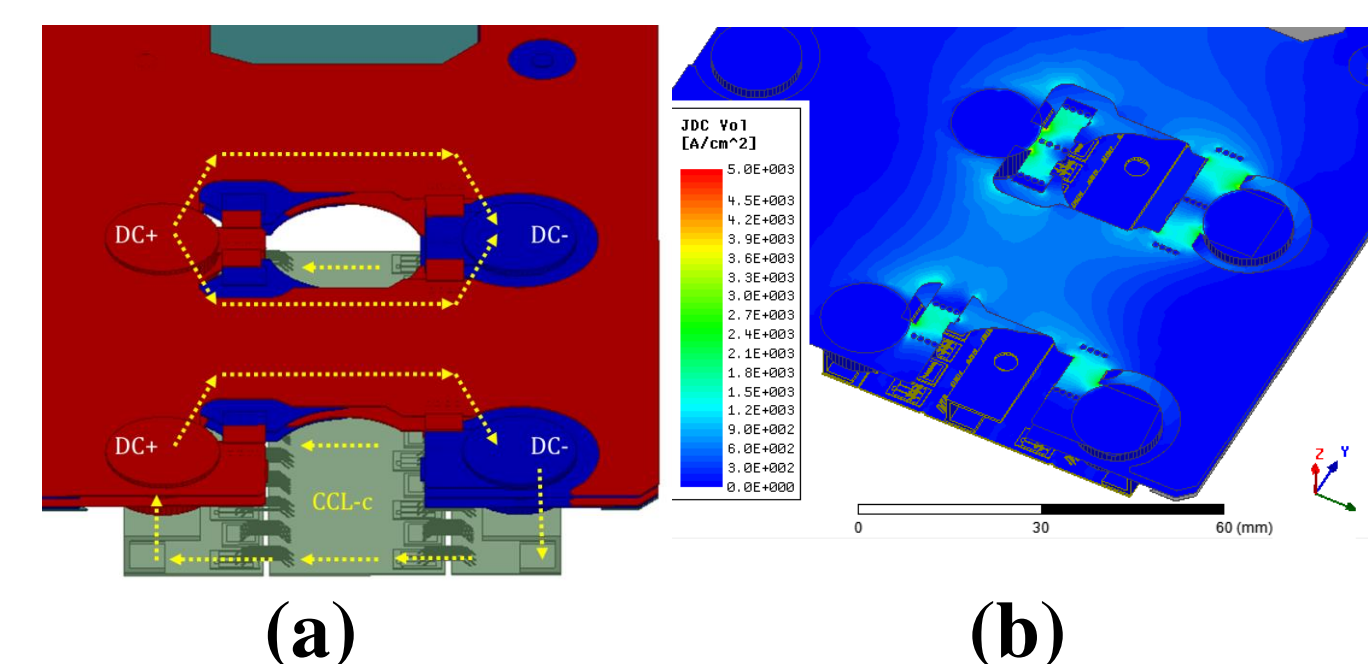 DC+
DC-
DC+
DC-
CCL-c
(a)
JDC Vol
[A/cm^2]
5.0E+003
4.5E+003
4.2E+003
3.9E+003
3.6E+003
3.3E+003
3.0E+003
2.7E+003
2.4E+003
2.1E+003
1.8E+003
1.5E+003
1.2E+003
9.0E+002
6.0E+002
3.0E+002
0.0E+000
Z
Y
0
30
60 (mm)
(b)